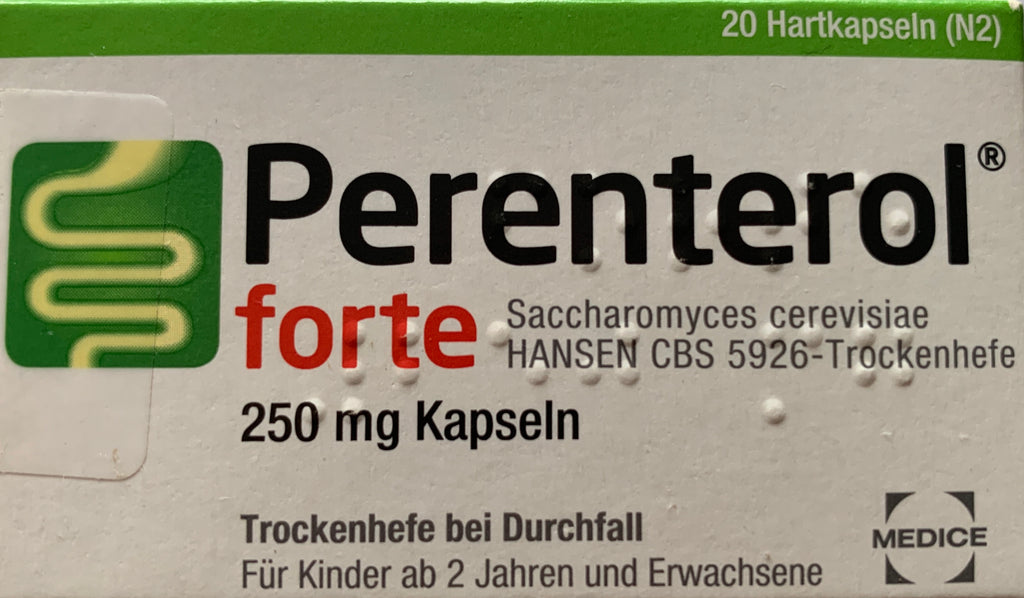 20 Hartkapseln (N2)
Perenterol®
forte
Saccharomyces cerevisiae
HANSEN CBS 5926-Trockenhefe
250 mg Kapseln
Trockenhefe bei Durchfall
Für Kinder ab 2 Jahren und Erwachsene
MEDICE